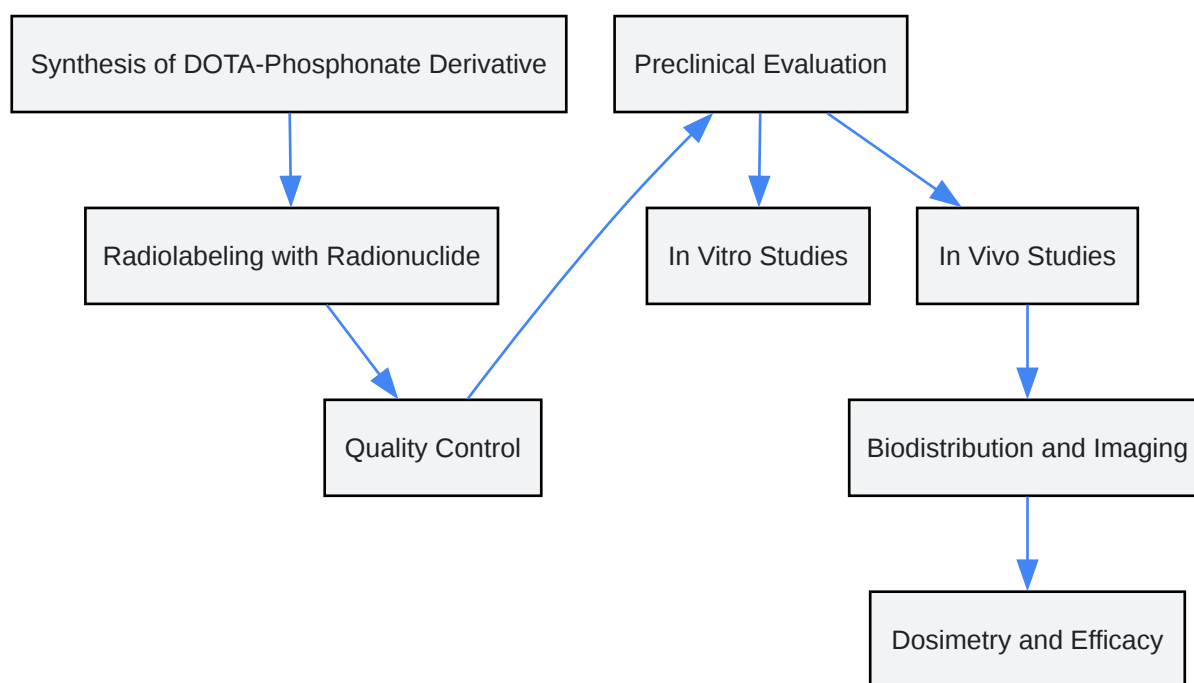 Synthesis of DOTA-Phosphonate Derivative
Preclinical Evaluation
Radiolabeling with Radionuclide
In Vitro Studies
In Vivo Studies
Quality Control
Biodistribution and Imaging
Dosimetry and Efficacy